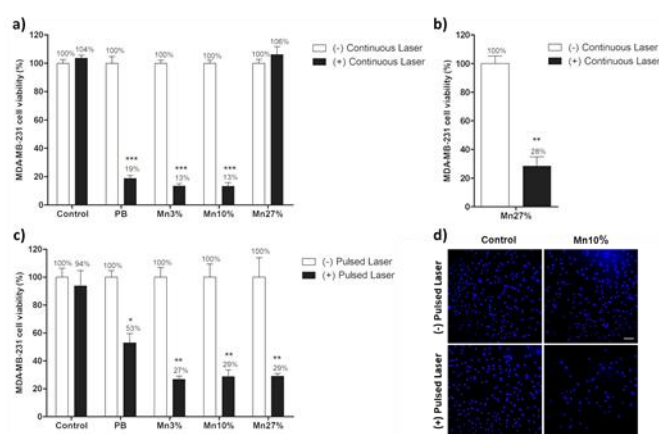 a)
(-) Continuous Laser
(+) Continuous Laser
MDA-MB-231 cell viability (%)
120
100
80
60
40
20
0
100% 104% 100% 100% 100% 100% 106%
*** *** ***
19% 13% 13%
Control PB Mn3% Mn10% Mn27%
b)
(-) Continuous Laser
(+) Continuous Laser
MDA-MB-231 cell viability (%)
120
100
80
60
40
20
0
100%
**
28%
Mn27%
c)
(-) Pulsed Laser
(+) Pulsed Laser
MDA-MB-231 cell viability (%)
120
100
80
60
40
20
0
100% 94% 100% 100% 100% 100%
* ** ** **
53% 27% 29% 29%
Control PB Mn3% Mn10% Mn27%
d)
Control Mn10%
(-) Pulsed Laser
(+) Pulsed Laser